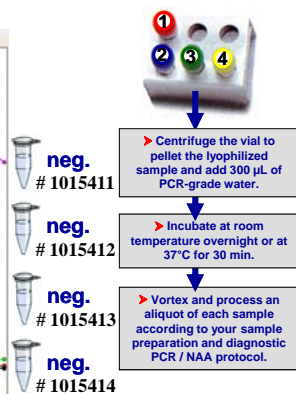 1
2
3
4
neg.
# 1015411
neg.
# 1015412
neg.
# 1015413
neg.
# 1015414
➤ Centrifuge the vial to
pellet the lyophilized
sample and add 300 µL of
PCR-grade water.
➤ Incubate at room
temperature overnight or at
37°C for 30 min.
➤ Vortex and process an
aliquot of each sample
according to your sample
preparation and diagnostic
PCR / NAA protocol.